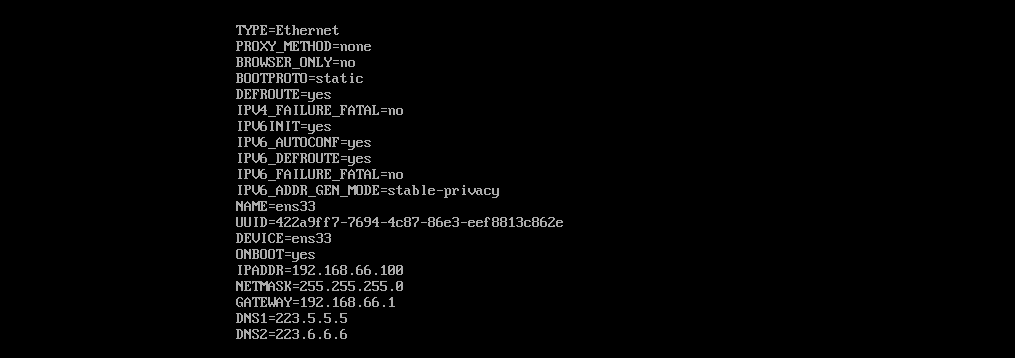 TYPE=Ethernet
PROXY_METHOD=none
BROWSER_ONLY=no
BOOTPROTO=static
DEFROUTE=yes
IPV4_FAILURE_FATAL=no
IPV6INIT=yes
IPV6_AUTOCONF=yes
IPV6_DEFROUTE=yes
IPV6_FAILURE_FATAL=no
IPV6_ADDR_GEN_MODE=stable-privacy
NAME=ens33
UUID=422a9ff7-7694-4c87-86e3-eef8813c862e
DEVICE=ens33
ONBOOT=yes
IPADDR=192.168.66.100
NETMASK=255.255.255.0
GATEWAY=192.168.66.1
DNS1=223.5.5.5
DNS2=223.6.6.6